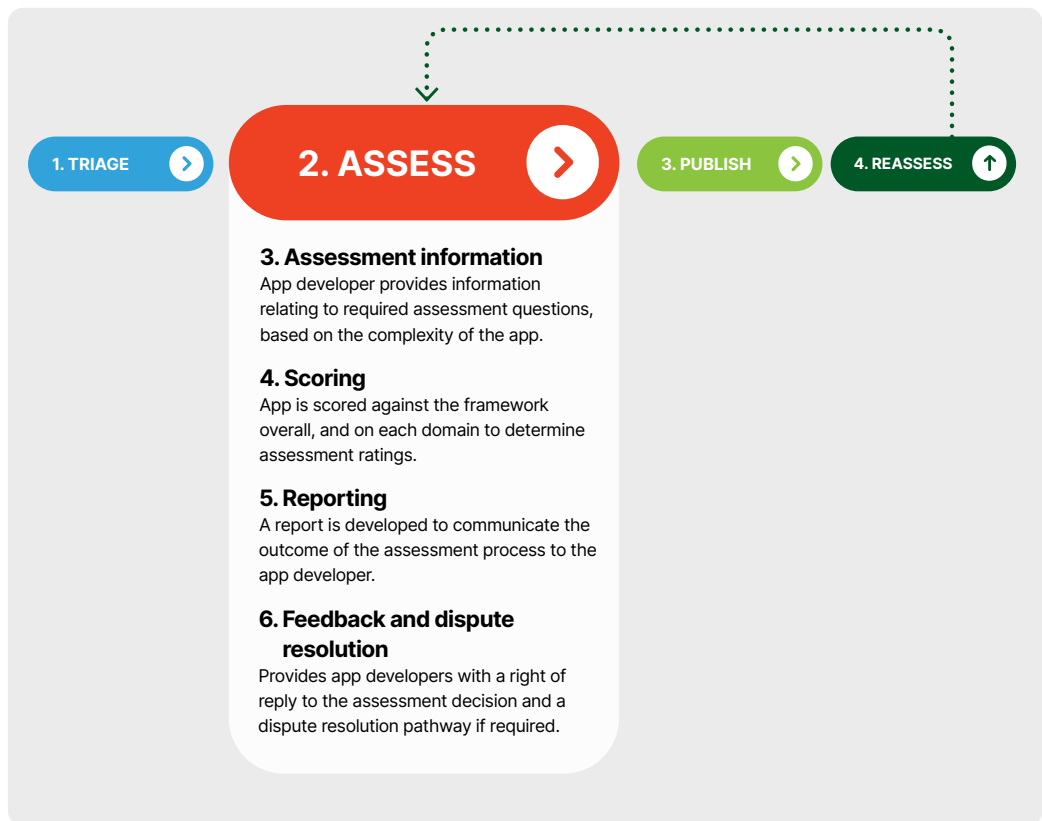 1. TRIAGE
2. ASSESS
3. PUBLISH
4. REASSESS
3. Assessment information
App developer provides information
relating to required assessment questions,
based on the complexity of the app.
4. Scoring
App is scored against the framework
overall, and on each domain to determine
assessment ratings.
5. Reporting
A report is developed to communicate the
outcome of the assessment process to the
app developer.
6. Feedback and dispute
resolution
Provides app developers with a right of
reply to the assessment decision and a
dispute resolution pathway if required.